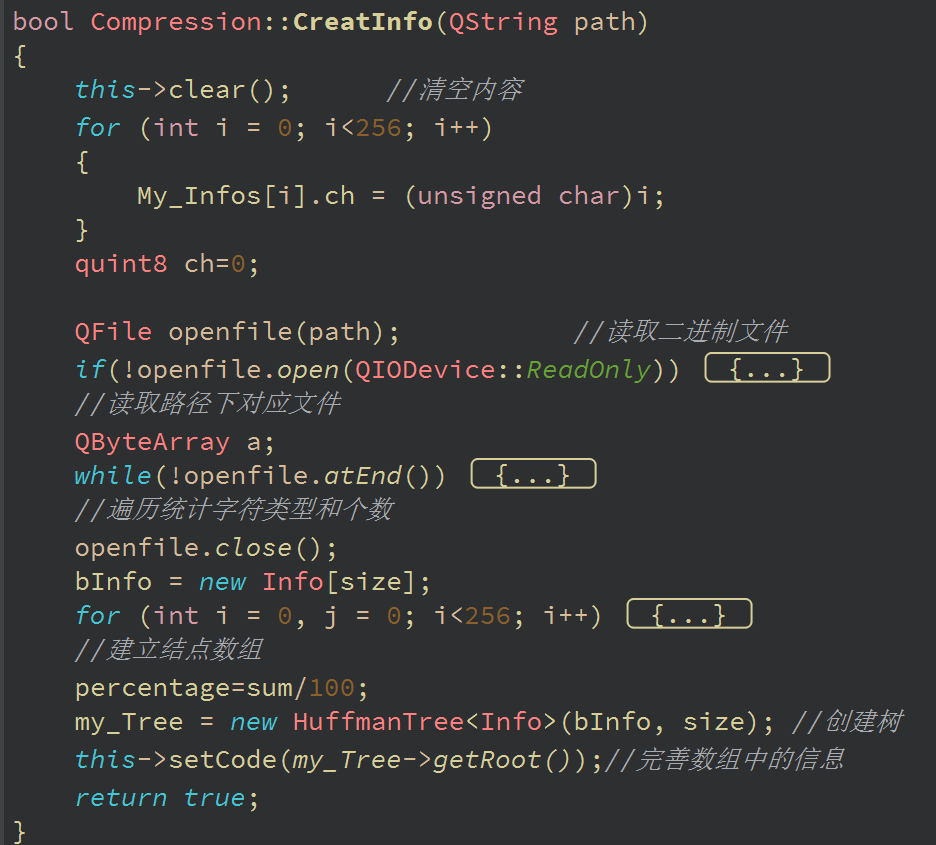 bool Compression::CreatInfo(QString path)
{
    this->clear();      //清空内容
    for (int i = 0; i<256; i++)
    {
        My_Infos[i].ch = (unsigned char)i;
    }
    quint8 ch=0;
    QFile openfile(path);           //读取二进制文件
    if(!openfile.open(QIODevice::ReadOnly)) {...}
    //读取路径下对应文件
    QByteArray a;
    while(!openfile.atEnd()) {...}
    //遍历统计字符类型和个数
    openfile.close();
    bInfo = new Info[size];
    for (int i = 0, j = 0; i<256; i++) {...}
    //建立结点数组
    percentage=sum/100;
    my_Tree = new HuffmanTree<Info>(bInfo, size); //创建树
    this->setCode(my_Tree->getRoot());//完善数组中的信息
    return true;
}